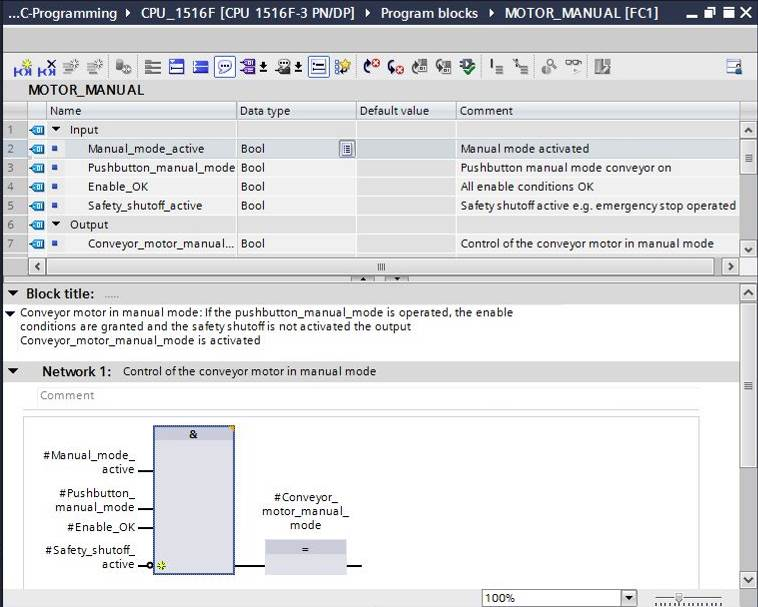 ...C-Programming ▸ CPU_1516F [CPU 1516F-3 PN/DP] ▸ Program blocks ▸ MOTOR_MANUAL [FC1]
MOTOR_MANUAL
Name Data type Default value Comment
1 Input
2 Manual_mode_active Bool Manual mode activated
3 Pushbutton_manual_mode Bool Pushbutton manual mode conveyor on
4 Enable_OK Bool All enable conditions OK
5 Safety_shutoff_active Bool Safety shutoff active e.g. emergency stop operated
6 Output
7 Conveyor_motor_manual... Bool Control of the conveyor motor in manual mode
Block title: .....
Conveyor motor in manual mode: If the pushbutton_manual_mode is operated, the enable
conditions are granted and the safety shutoff is not activated the output
Conveyor_motor_manual_mode is activated
Network 1: Control of the conveyor motor in manual mode
Comment
&
#Manual_mode_
active
#Pushbutton_
manual_mode
#Enable_OK
#Safety_shutoff_
active
#Conveyor_
motor_manual_
mode
=
100%